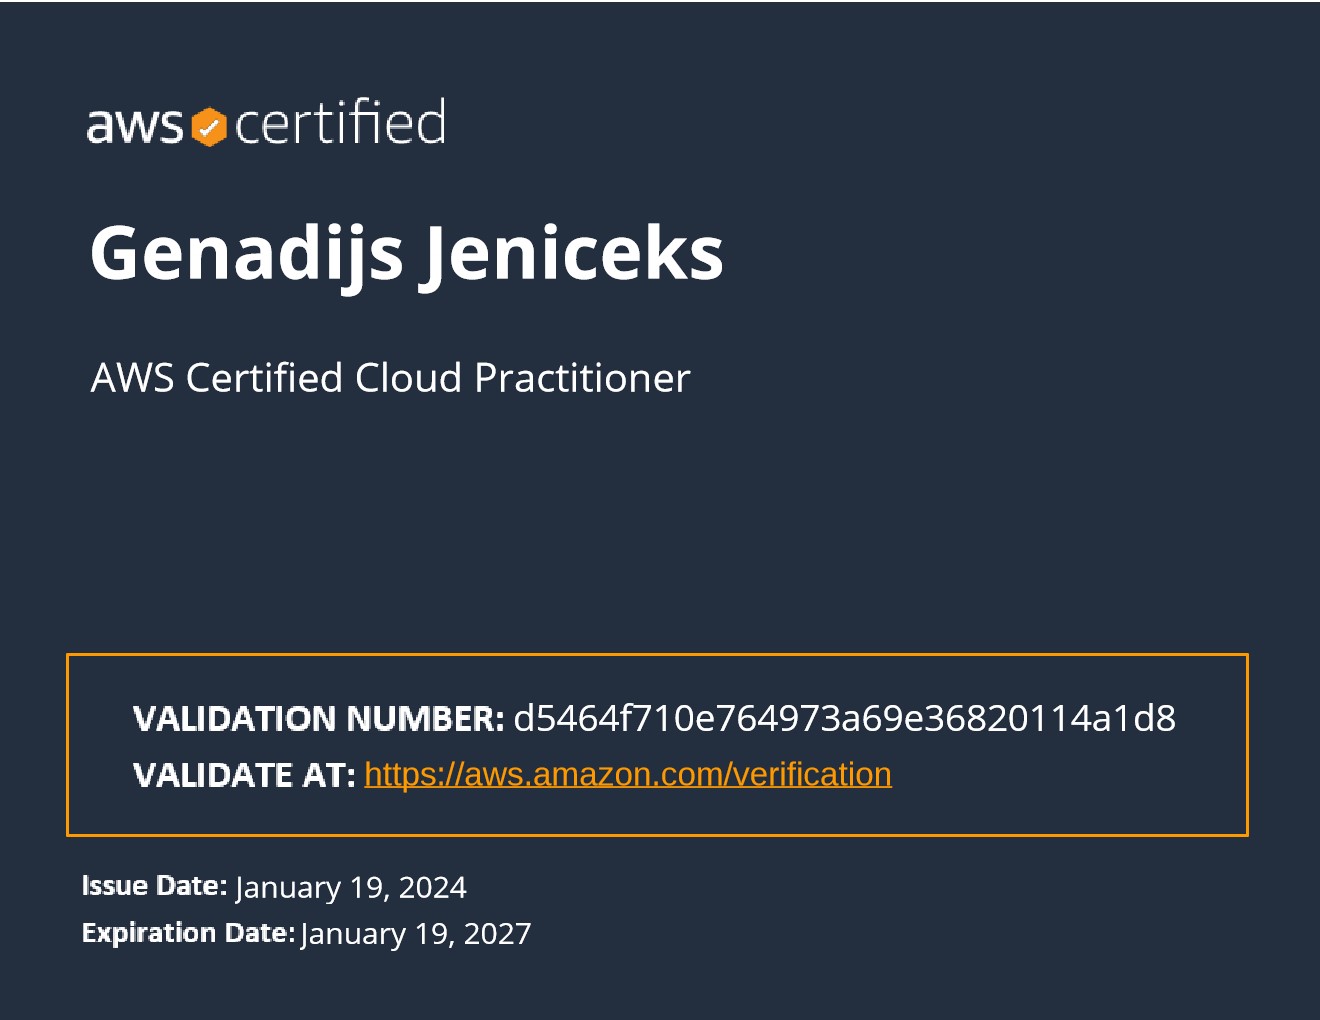 aws certified
Genadijs Jeniceks
AWS Certified Cloud Practitioner
VALIDATION NUMBER: d5464f710e764973a69e36820114a1d8
VALIDATE AT: https://aws.amazon.com/verification
Issue Date: January 19, 2024
Expiration Date: January 19, 2027